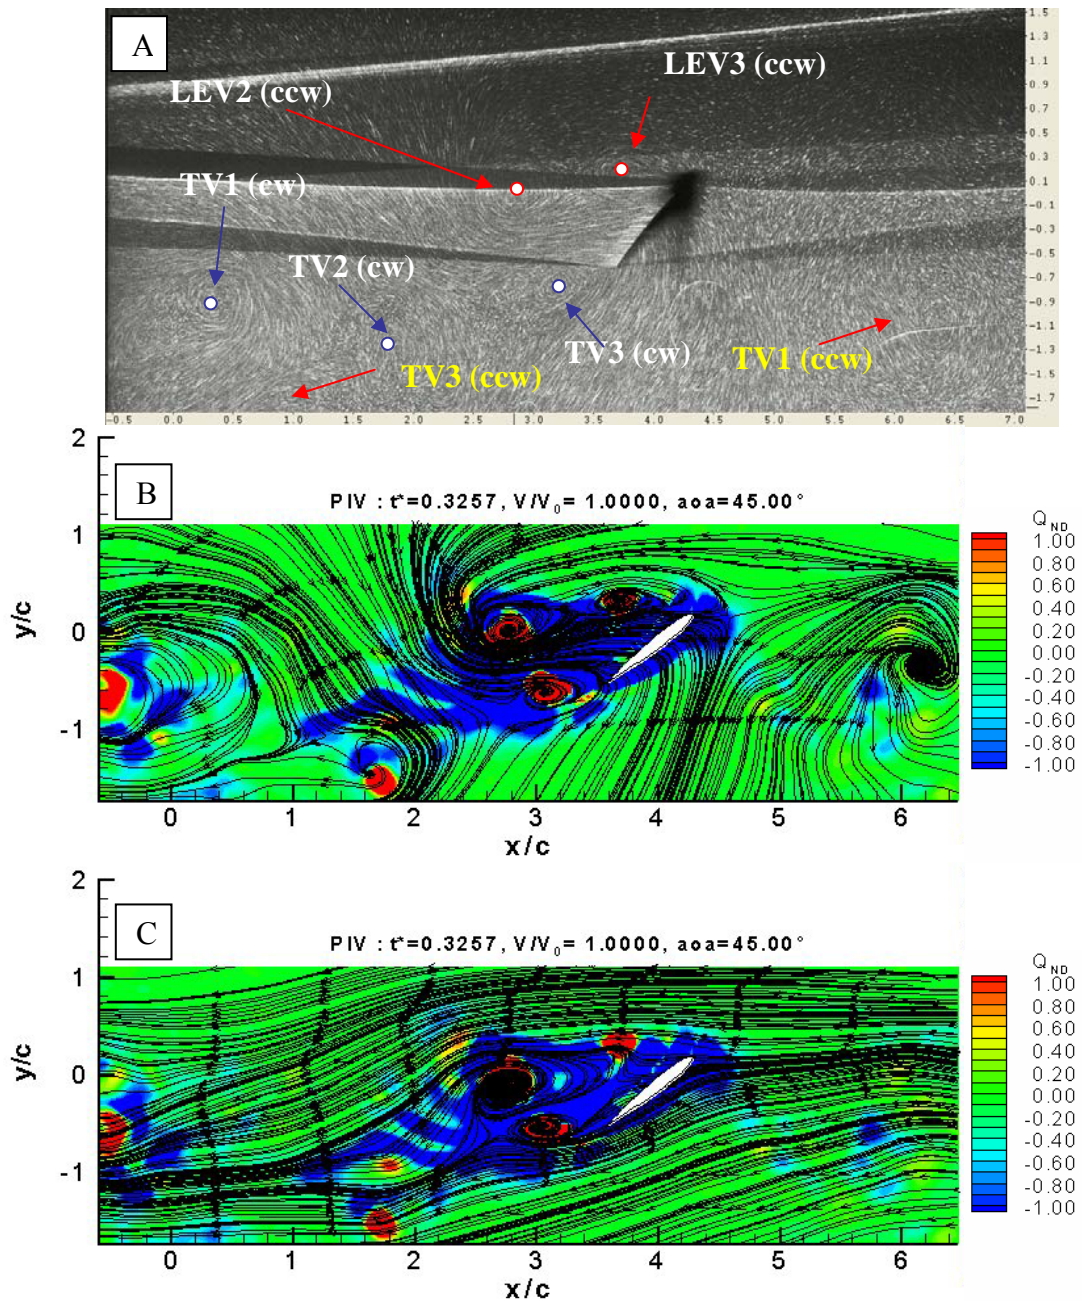 A
LEV3 (ccw)
LEV2 (ccw)
TV1 (cw)
TV2 (cw)
TV3 (cw)
TV1 (ccw)
TV3 (ccw)
1.5
1.3
1.1
0.9
0.7
0.5
0.3
0.1
-0.1
-0.3
-0.5
-0.7
-0.9
-1.1
-1.3
-1.5
-1.7
-0.5 0.0 0.5 1.0 1.5 2.0 2.5 3.0 3.5 4.0 4.5 5.0 5.5 6.0 6.5 7.0
B
PIV : t*=0.3257, V/V0= 1.0000, aoa=45.00°
y/c
2
1
0
-1
0 1 2 3 4 5 6
x/c
Q ND
1.00
0.80
0.60
0.40
0.20
0.00
-0.20
-0.40
-0.60
-0.80
-1.00
C
PIV : t*=0.3257, V/V0= 1.0000, aoa=45.00°
y/c
2
1
0
-1
0 1 2 3 4 5 6
x/c
Q ND
1.00
0.80
0.60
0.40
0.20
0.00
-0.20
-0.40
-0.60
-0.80
-1.00